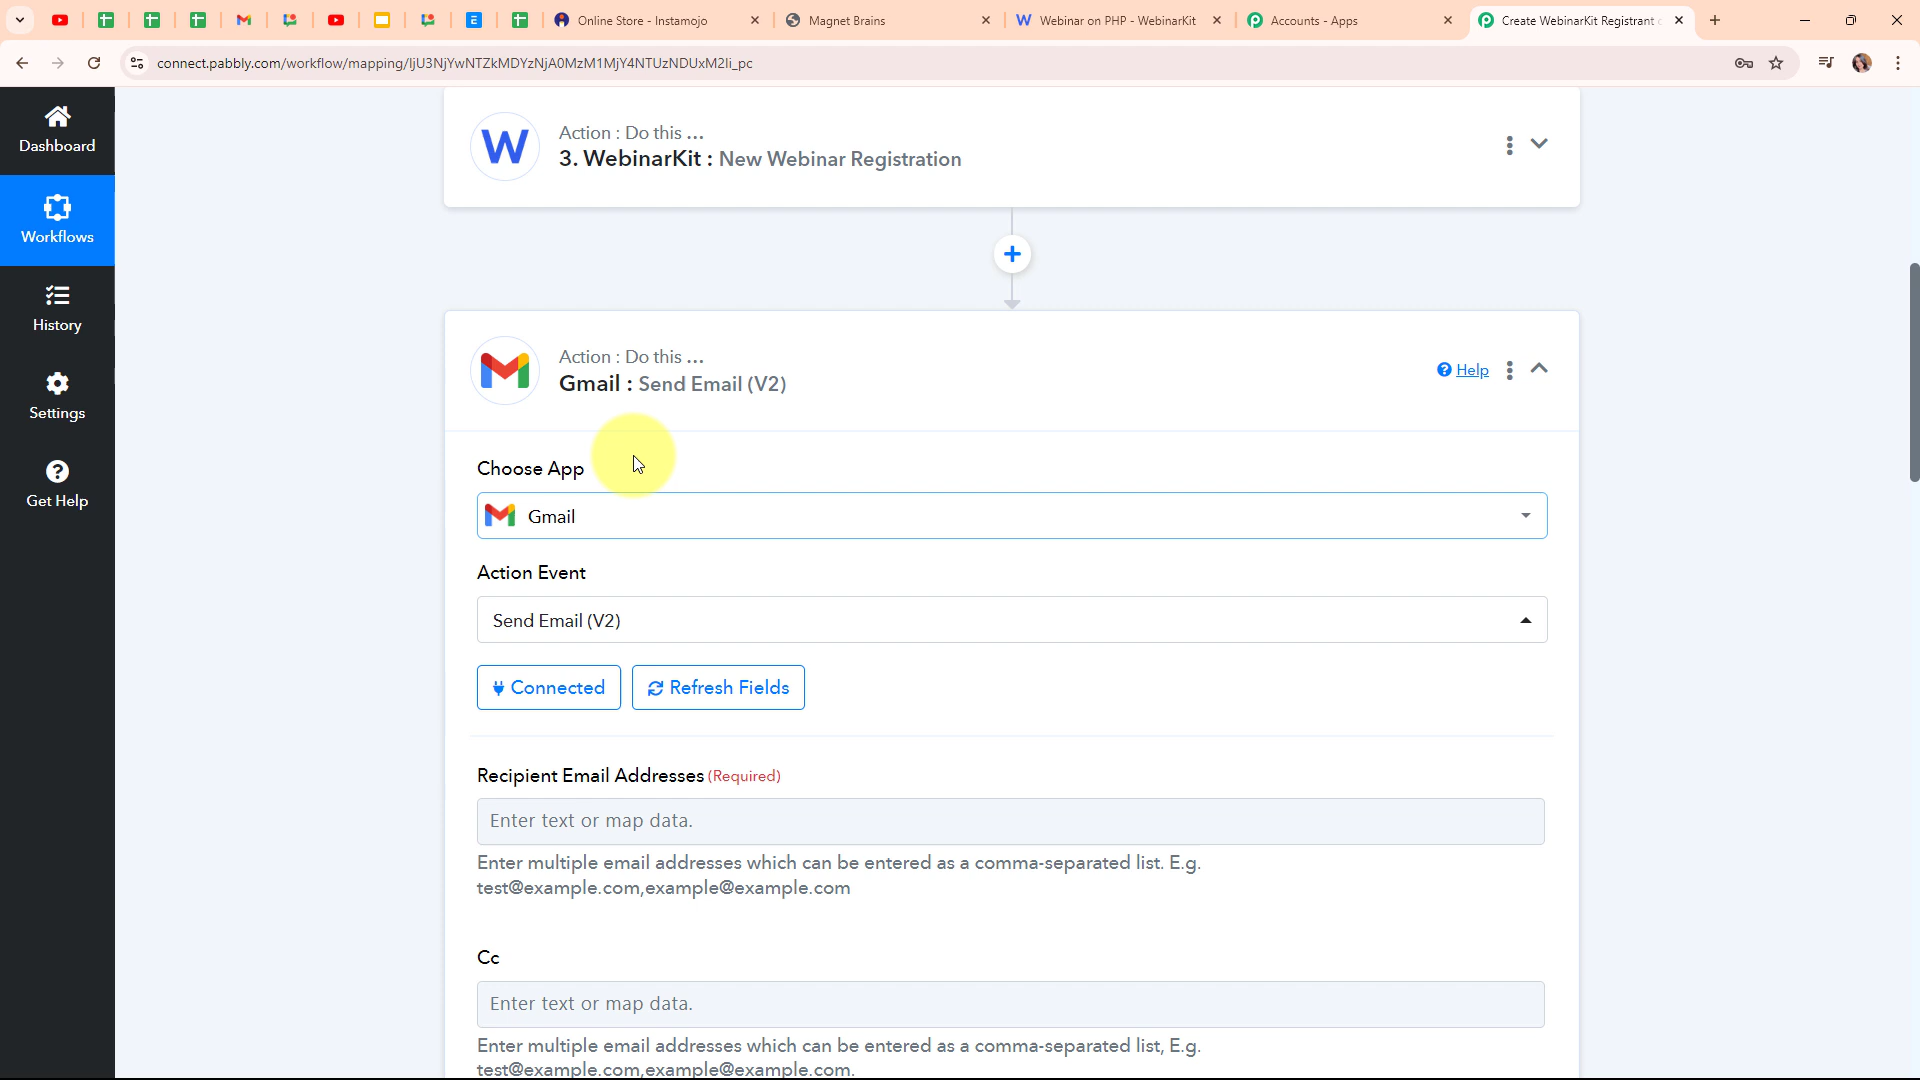 Online Store - Instamojo
Magnet Brains
Webinar on PHP - WebinarKit
Accounts - Apps
Create WebinarKit Registrant
connect.pabbly.com/workflow/mapping/IjU3NjYwNTZkMDYzNjA0MzM1MjY4NTUzNDUxM2Ii_pc
Dashboard
Workflows
History
Settings
Get Help
Action : Do this ...
3. WebinarKit : New Webinar Registration
Action : Do this ...
Gmail : Send Email (V2)
Help
Choose App
Gmail
Action Event
Send Email (V2)
Connected
Refresh Fields
Recipient Email Addresses (Required)
Enter text or map data.
Enter multiple email addresses which can be entered as a comma-separated list. E.g.
test@example.com,example@example.com
Cc
Enter text or map data.
Enter multiple email addresses which can be entered as a comma-separated list, E.g.
test@example.com,example@example.com.